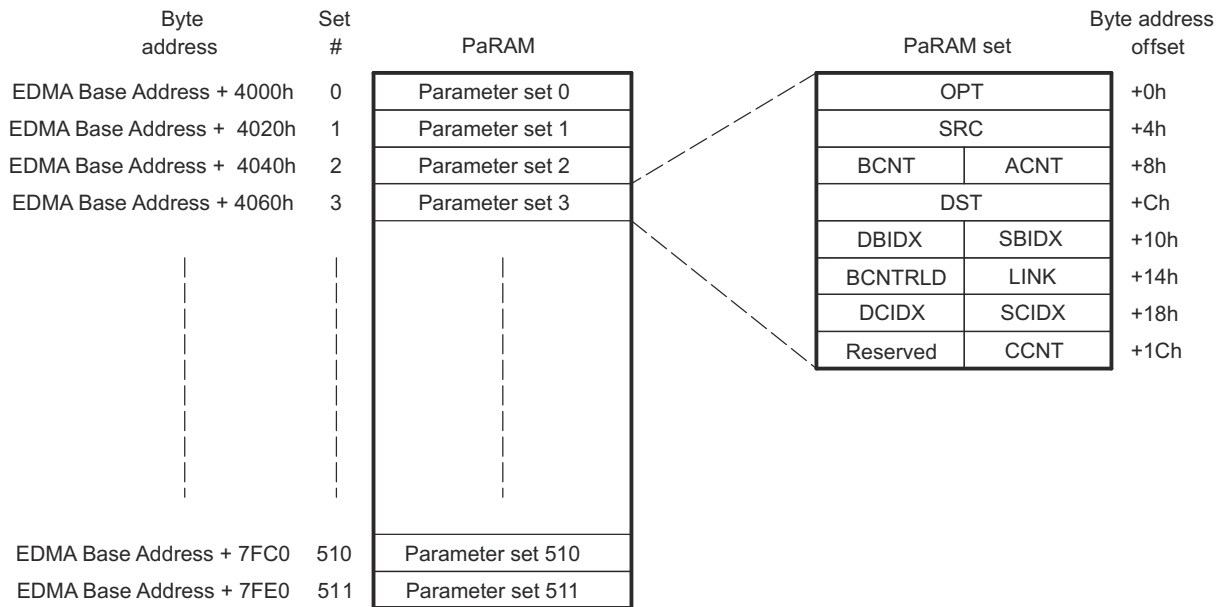 Byte address Set # PaRAM PaRAM set Byte address offset
EDMA Base Address + 4000h 0 Parameter set 0 OPT +0h
EDMA Base Address + 4020h 1 Parameter set 1 SRC +4h
EDMA Base Address + 4040h 2 Parameter set 2 BCNT ACNT +8h
EDMA Base Address + 4060h 3 Parameter set 3 DST +Ch
DBIDX SBIDX +10h
BCNTRLD LINK +14h
DCIDX SCIDX +18h
Reserved CCNT +1Ch
EDMA Base Address + 7FC0 510 Parameter set 510
EDMA Base Address + 7FE0 511 Parameter set 511